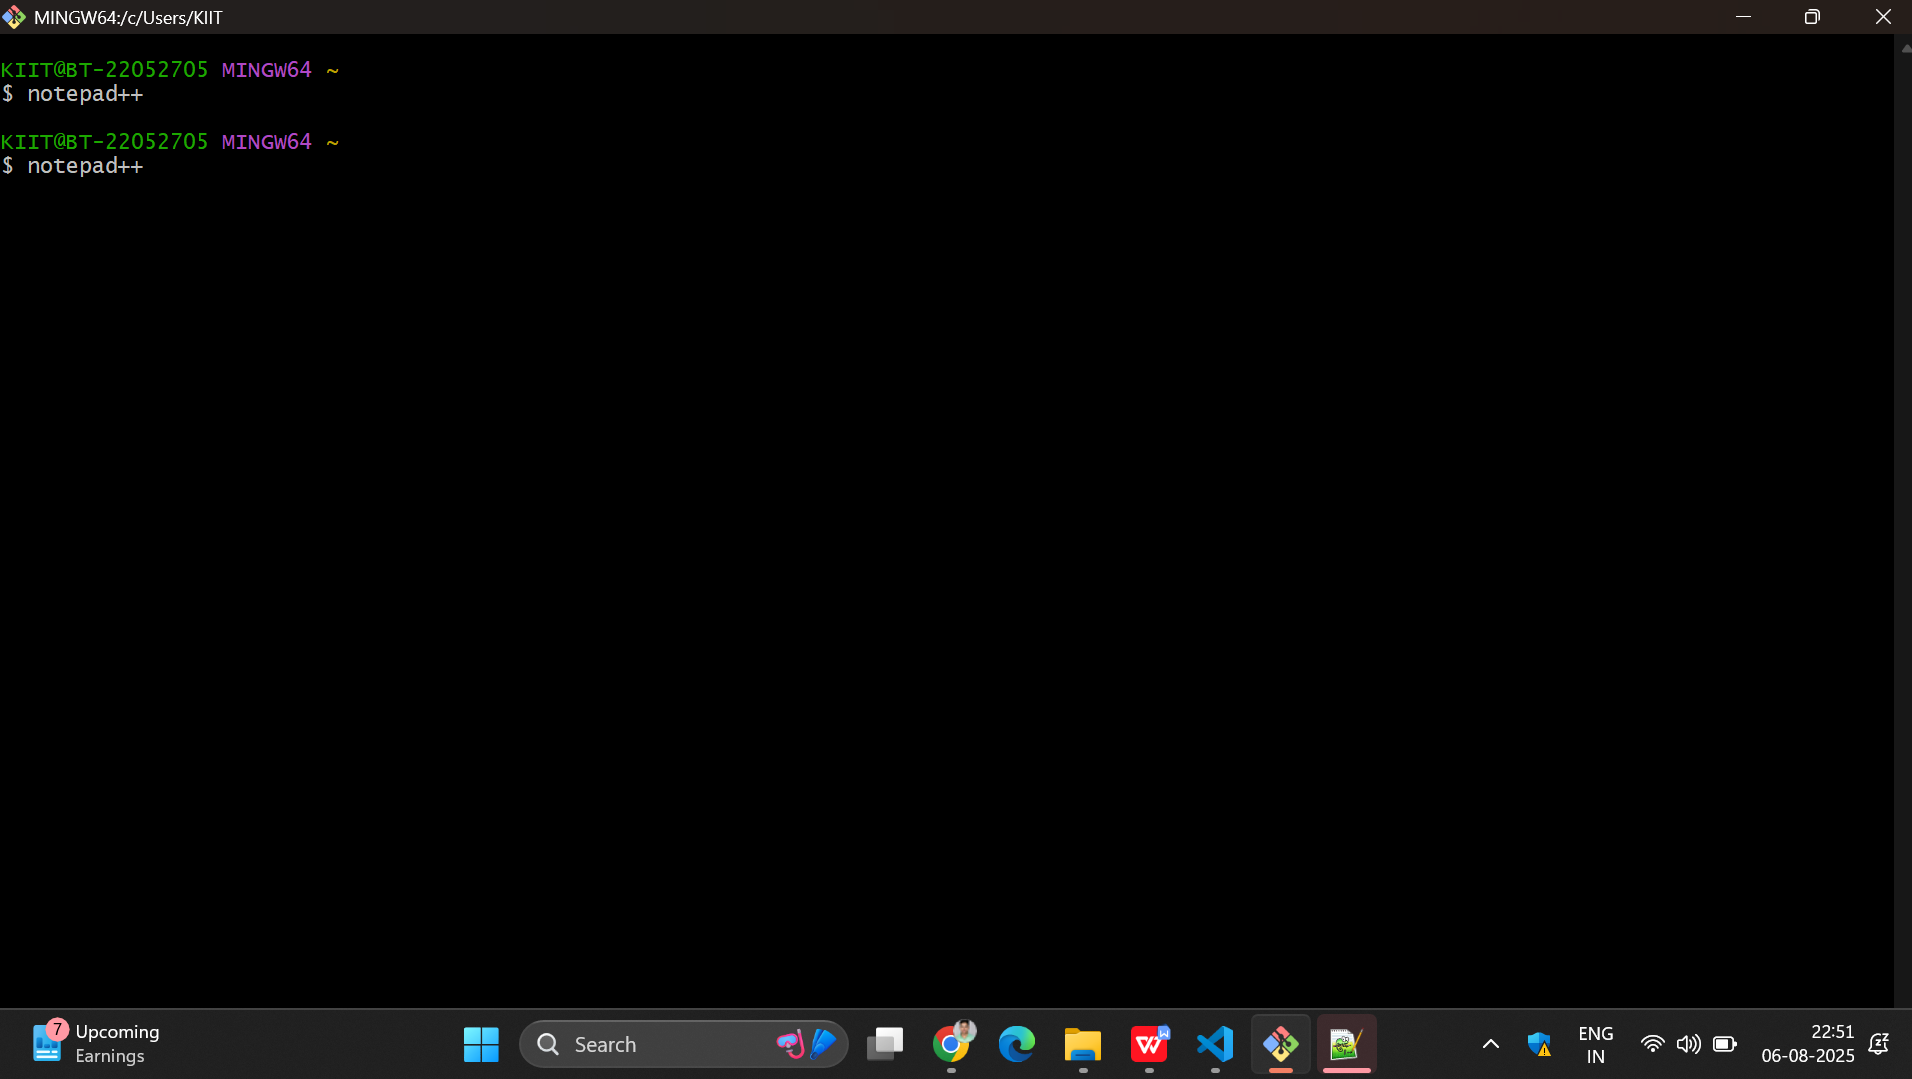 MINGW64:/c/Users/KIIT
KIIT@BT-22052705 MINGW64 ~
$ notepad++
KIIT@BT-22052705 MINGW64 ~
$ notepad++
7
Upcoming
Earnings
Search
W
ENG
IN
22:51
06-08-2025